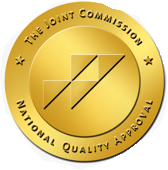 THE JOINT COMMISSION
NATIONAL QUALITY APPROVAL